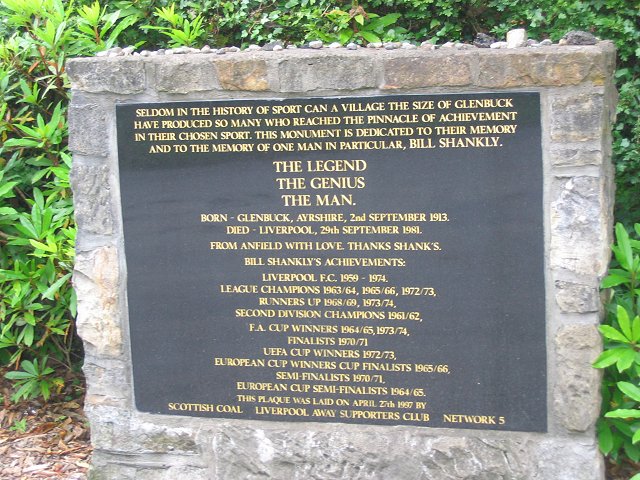 SELDOM IN THE HISTORY OF SPORT CAN A VILLAGE THE SIZE OF GLENBUCK
HAVE PRODUCED SO MANY WHO REACHED THE PINNACLE OF ACHIEVEMENT
IN THEIR CHOSEN SPORT. THIS MONUMENT IS DEDICATED TO THEIR MEMORY
AND TO THE MEMORY OF ONE MAN IN PARTICULAR, BILL SHANKLY.
THE LEGEND
THE GENIUS
THE MAN.
BORN - GLENBUCK, AYRSHIRE, 2nd SEPTEMBER 1913.
DIED - LIVERPOOL, 29th SEPTEMBER 1981.
FROM ANFIELD WITH LOVE. THANKS SHANK'S.
BILL SHANKLY'S ACHIEVEMENTS:
LIVERPOOL F.C. 1959 - 1974.
LEAGUE CHAMPIONS 1963/64, 1965/66, 1972/73,
RUNNERS UP 1968/69, 1973/74,
SECOND DIVISION CHAMPIONS 1961/62,
F.A. CUP WINNERS 1964/65,1973/74,
FINALISTS 1970/71
UEFA CUP WINNERS 1972/73,
EUROPEAN CUP WINNERS CUP FINALISTS 1965/66,
SEMI-FINALISTS 1970/71,
EUROPEAN CUP SEMI-FINALISTS 1964/65.
THIS PLAQUE WAS LAID ON APRIL 27th 1997 BY
SCOTTISH COAL LIVERPOOL AWAY SUPPORTERS CLUB NETWORK 5